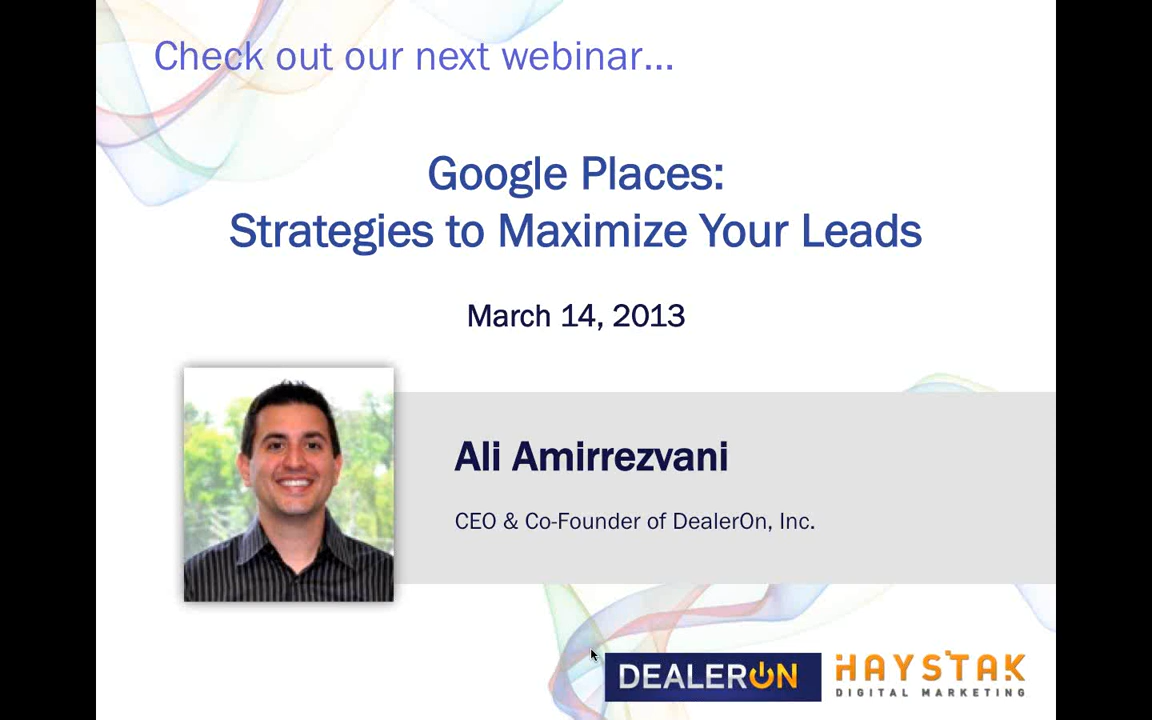 Check out our next webinar...
Google Places:
Strategies to Maximize Your Leads
March 14, 2013
Ali Amirrezvani
CEO & Co-Founder of DealerOn, Inc.
DEALERON
HAYSTAK
DIGITAL MARKETING